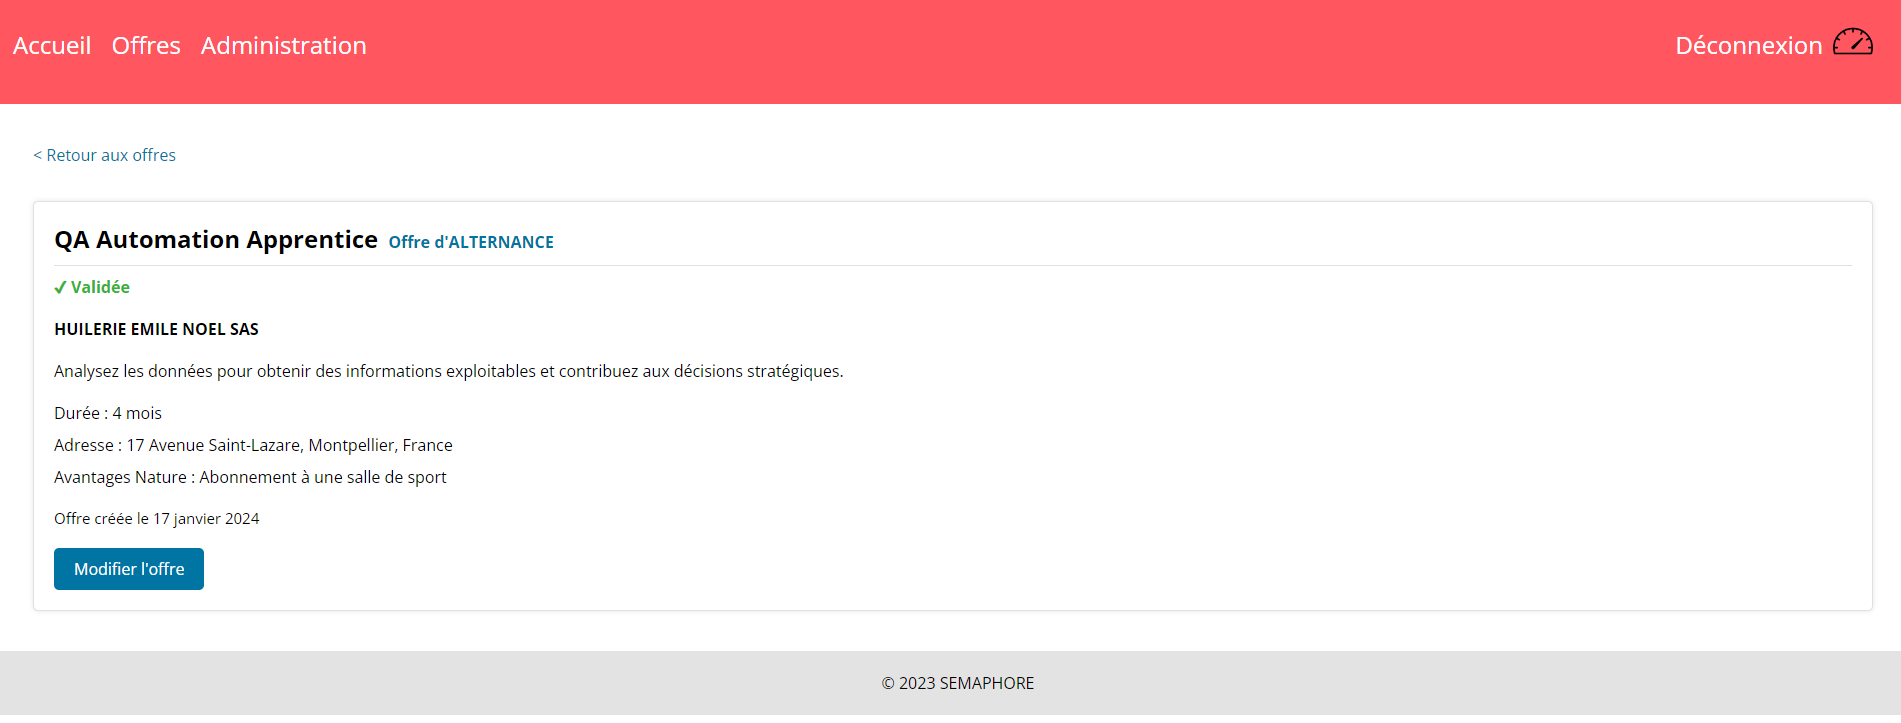 Accueil Offres Administration Déconnexion
< Retour aux offres
QA Automation Apprentice Offre d'ALTERNANCE
✓ Validée
HUILERIE EMILE NOEL SAS
Analysez les données pour obtenir des informations exploitables et contribuez aux décisions stratégiques.
Durée : 4 mois
Adresse : 17 Avenue Saint-Lazare, Montpellier, France
Avantages Nature : Abonnement à une salle de sport
Offre créée le 17 janvier 2024
Modifier l'offre
© 2023 SEMAPHORE